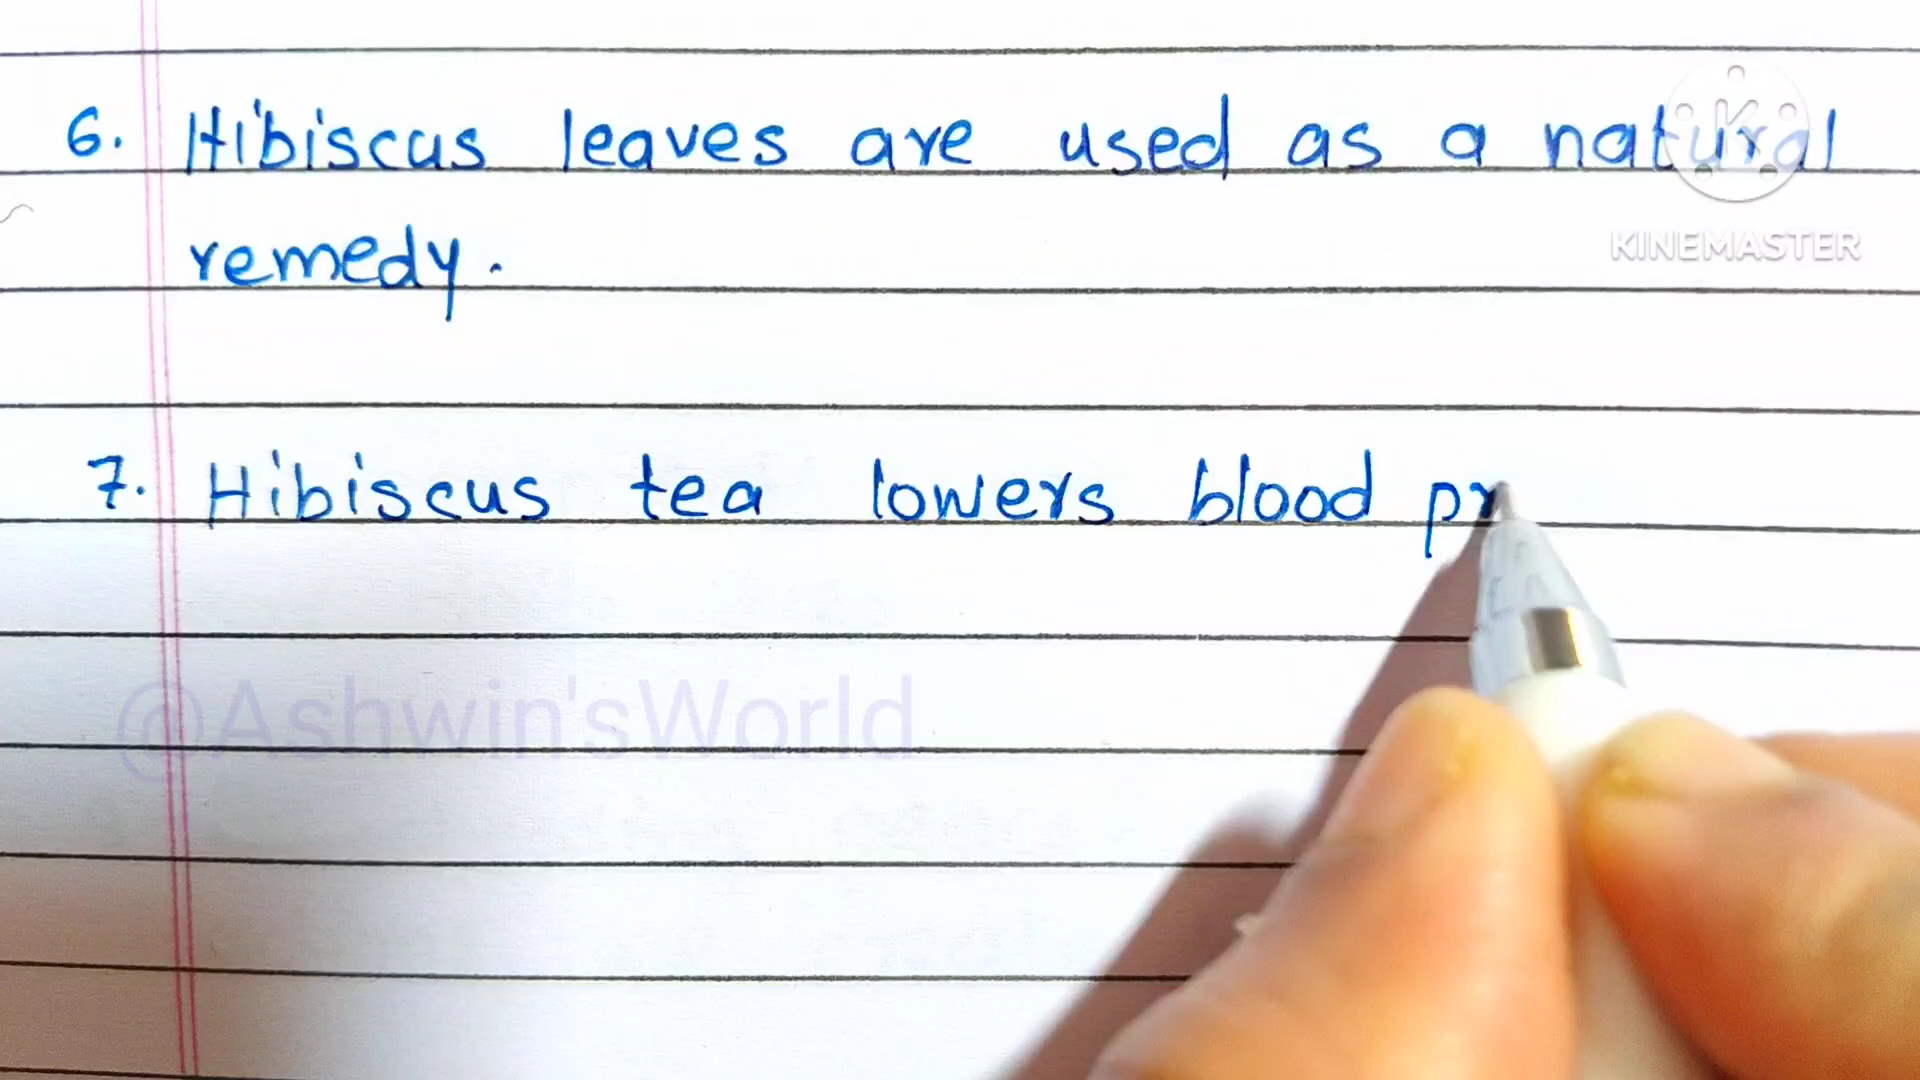 6. Hibiscus leaves are used as a natural
KINEMASTER
remedy.
7. Hibiscus tea lowers blood pr
@Ashwin'sWorld